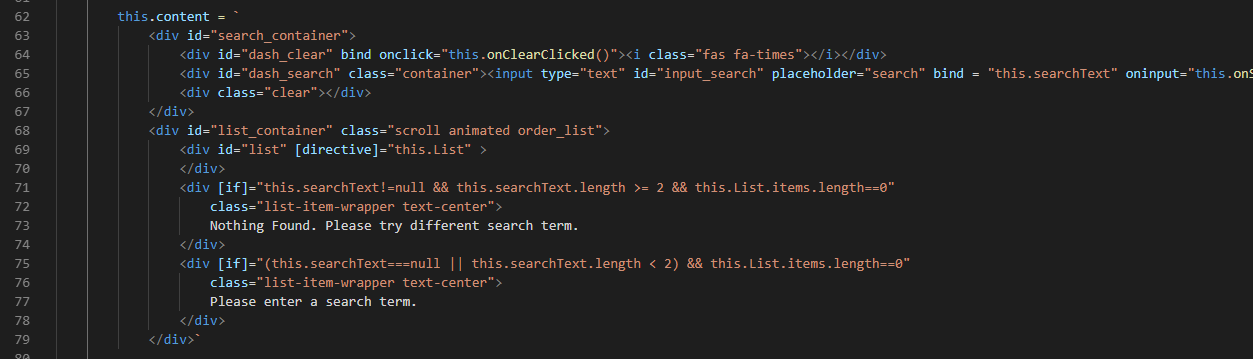 62 this.content = `
63 <div id="search_container">
64 <div id="dash_clear" bind onclick="this.onClearClicked()"><i class="fas fa-times"></i></div>
65 <div id="dash_search" class="container"><input type="text" id="input_search" placeholder="search" bind = "this.searchText" oninput="this.onS
66 <div class="clear"></div>
67 </div>
68 <div id="list_container" class="scroll animated order_list">
69 <div id="list" [directive]="this.List" >
70 </div>
71 <div [if]="this.searchText!=null && this.searchText.length >= 2 && this.List.items.length==0"
72 class="list-item-wrapper text-center">
73 Nothing Found. Please try different search term.
74 </div>
75 <div [if]="(this.searchText===null || this.searchText.length < 2) && this.List.items.length==0"
76 class="list-item-wrapper text-center">
77 Please enter a search term.
78 </div>
79 </div>`